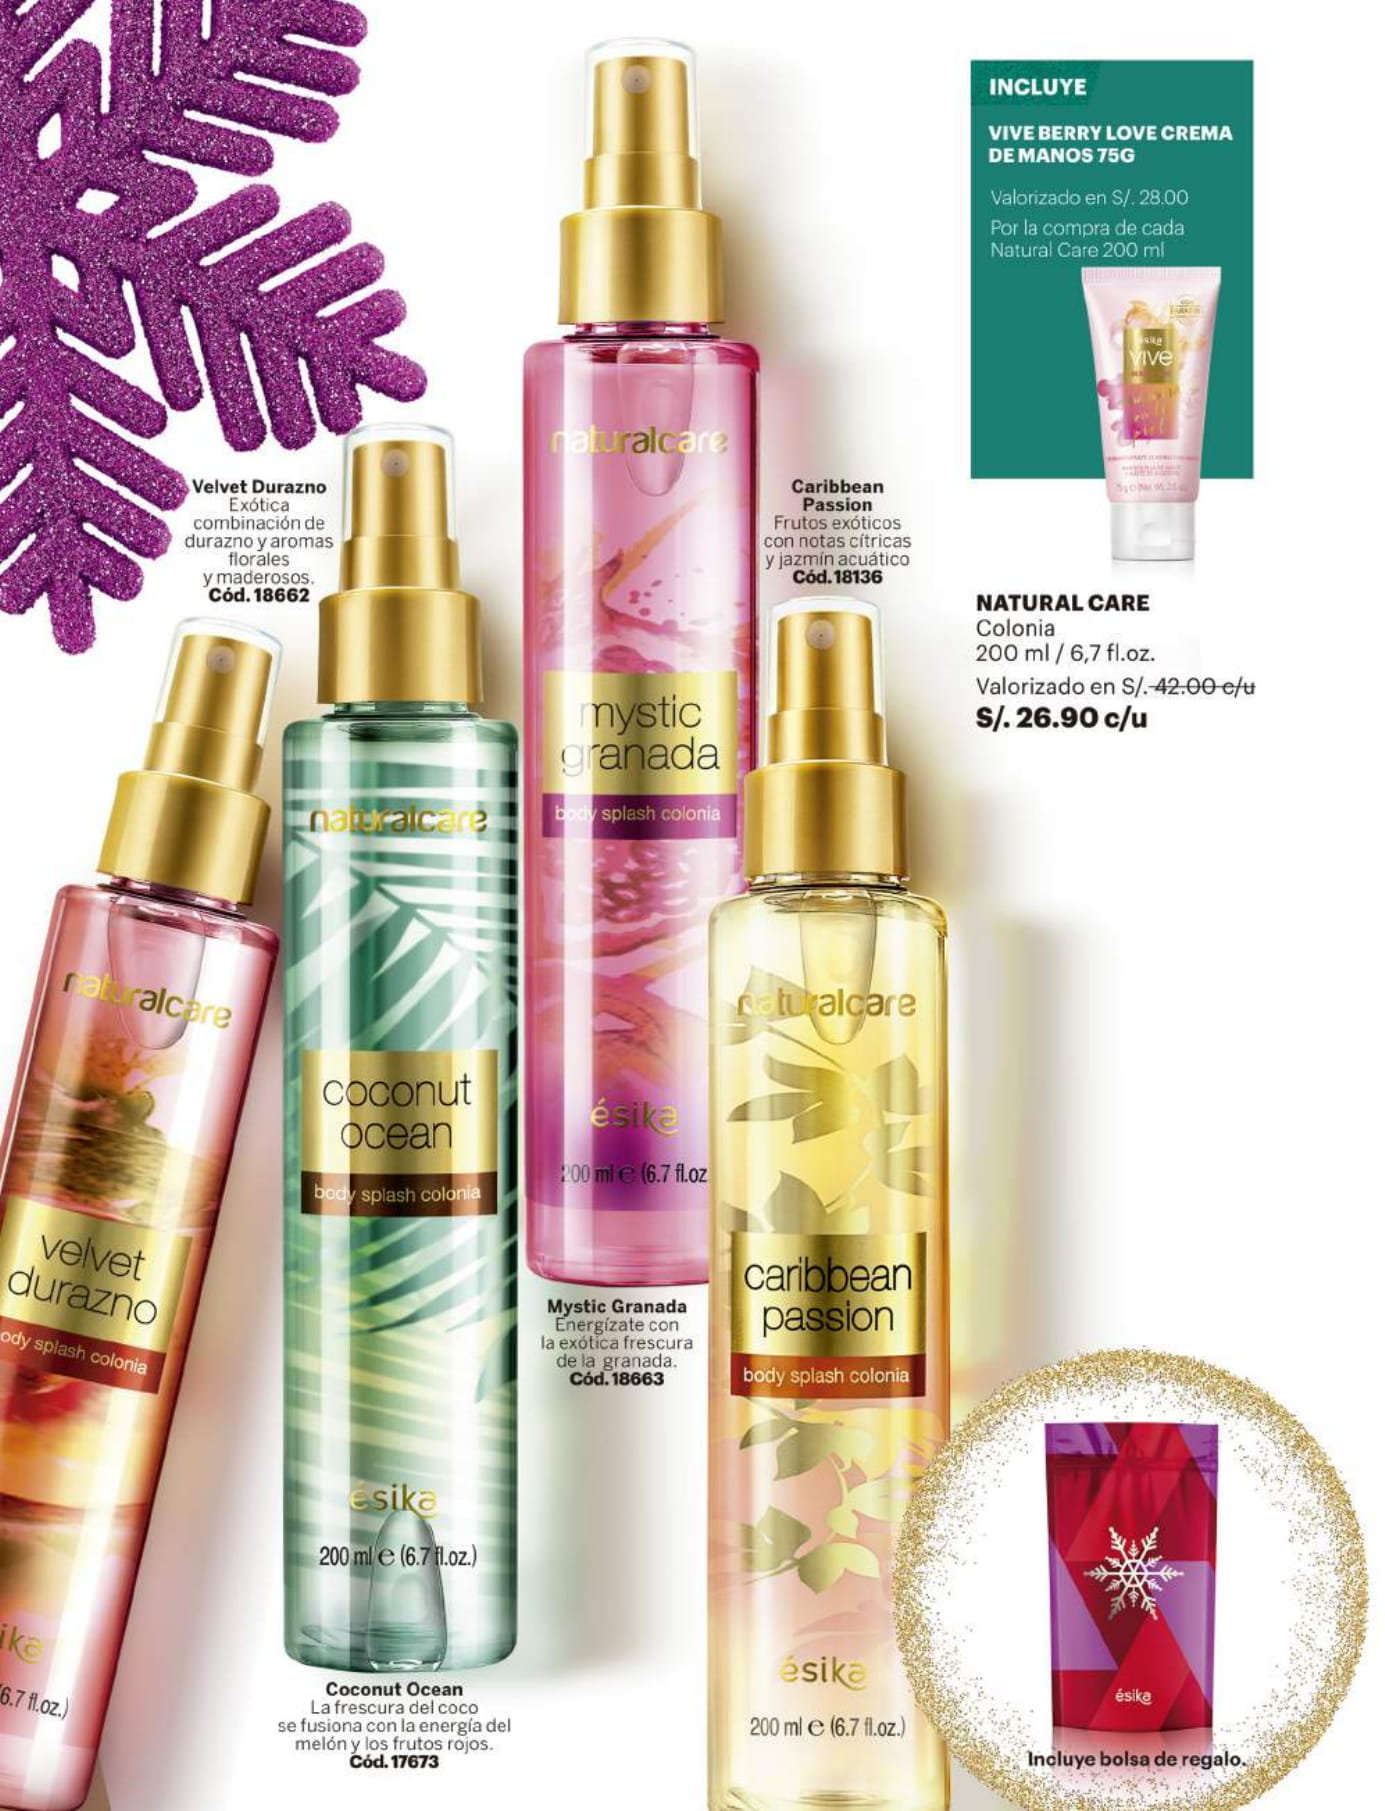 INCLUYE
VIVE BERRY LOVE CREMA
DE MANOS 75G
Valorizado en S/. 28.00
Por la compra de cada
Natural Care 200 ml
ésika
vive
NATURAL CARE
Colonia
200 ml / 6,7 fl.oz.
Valorizado en S/. 42.00 c/u
S/. 26.90 c/u
Velvet Durazno
Exótica
combinación de
durazno y aromas
florales
y maderosos.
Cód. 18662
Caribbean
Passion
Frutos exóticos
con notas cítricas
y jazmín acuático
Cód. 18136
naturalcare
mystic
granada
body splash colonia
ésika
200 ml e (6.7 fl.oz
Mystic Granada
Energízate con
la exótica frescura
de la granada.
Cód. 18663
naturalcare
coconut
ocean
body splash colonia
ésika
200 ml e (6.7 fl.oz.)
Coconut Ocean
La frescura del coco
se fusiona con la energía del
melón y los frutos rojos.
Cód. 17673
naturalcare
velvet
durazno
ody splash colonia
ika
6.7 fl.oz.)
naturalcare
caribbean
passion
body splash colonia
ésika
200 ml e (6.7 fl.oz.)
ésika
Incluye bolsa de regalo.